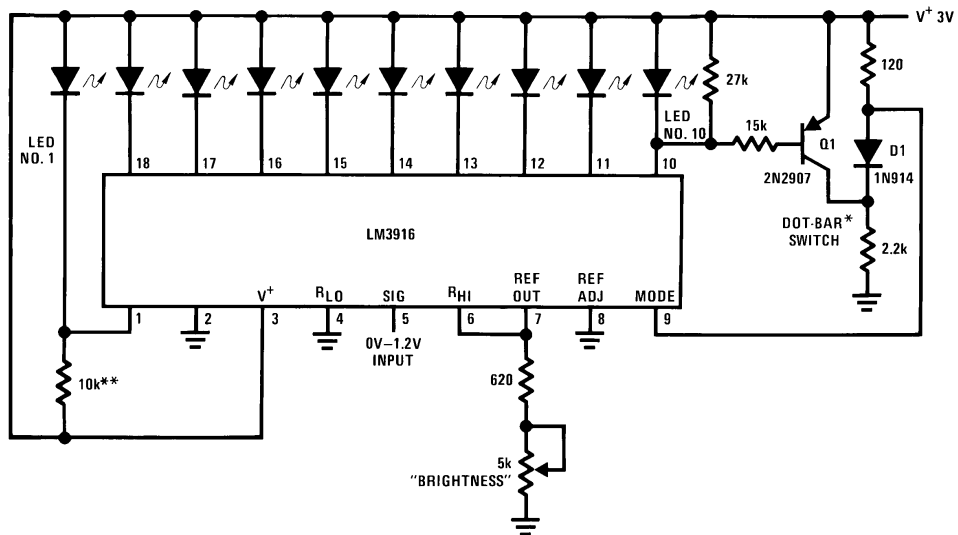 V+ 3V
120
27k
LED
NO. 1
LED
NO. 10
15k
Q1
D1
2N2907
1N914
18 17 16 15 14 13 12 11 10
DOT-BAR*
SWITCH
LM3916
2.2k
V+ RLO SIG RHI REF OUT REF ADJ MODE
1 2 3 4 5 6 7 8 9
0V–1.2V
INPUT
10k**
620
5k
"BRIGHTNESS"